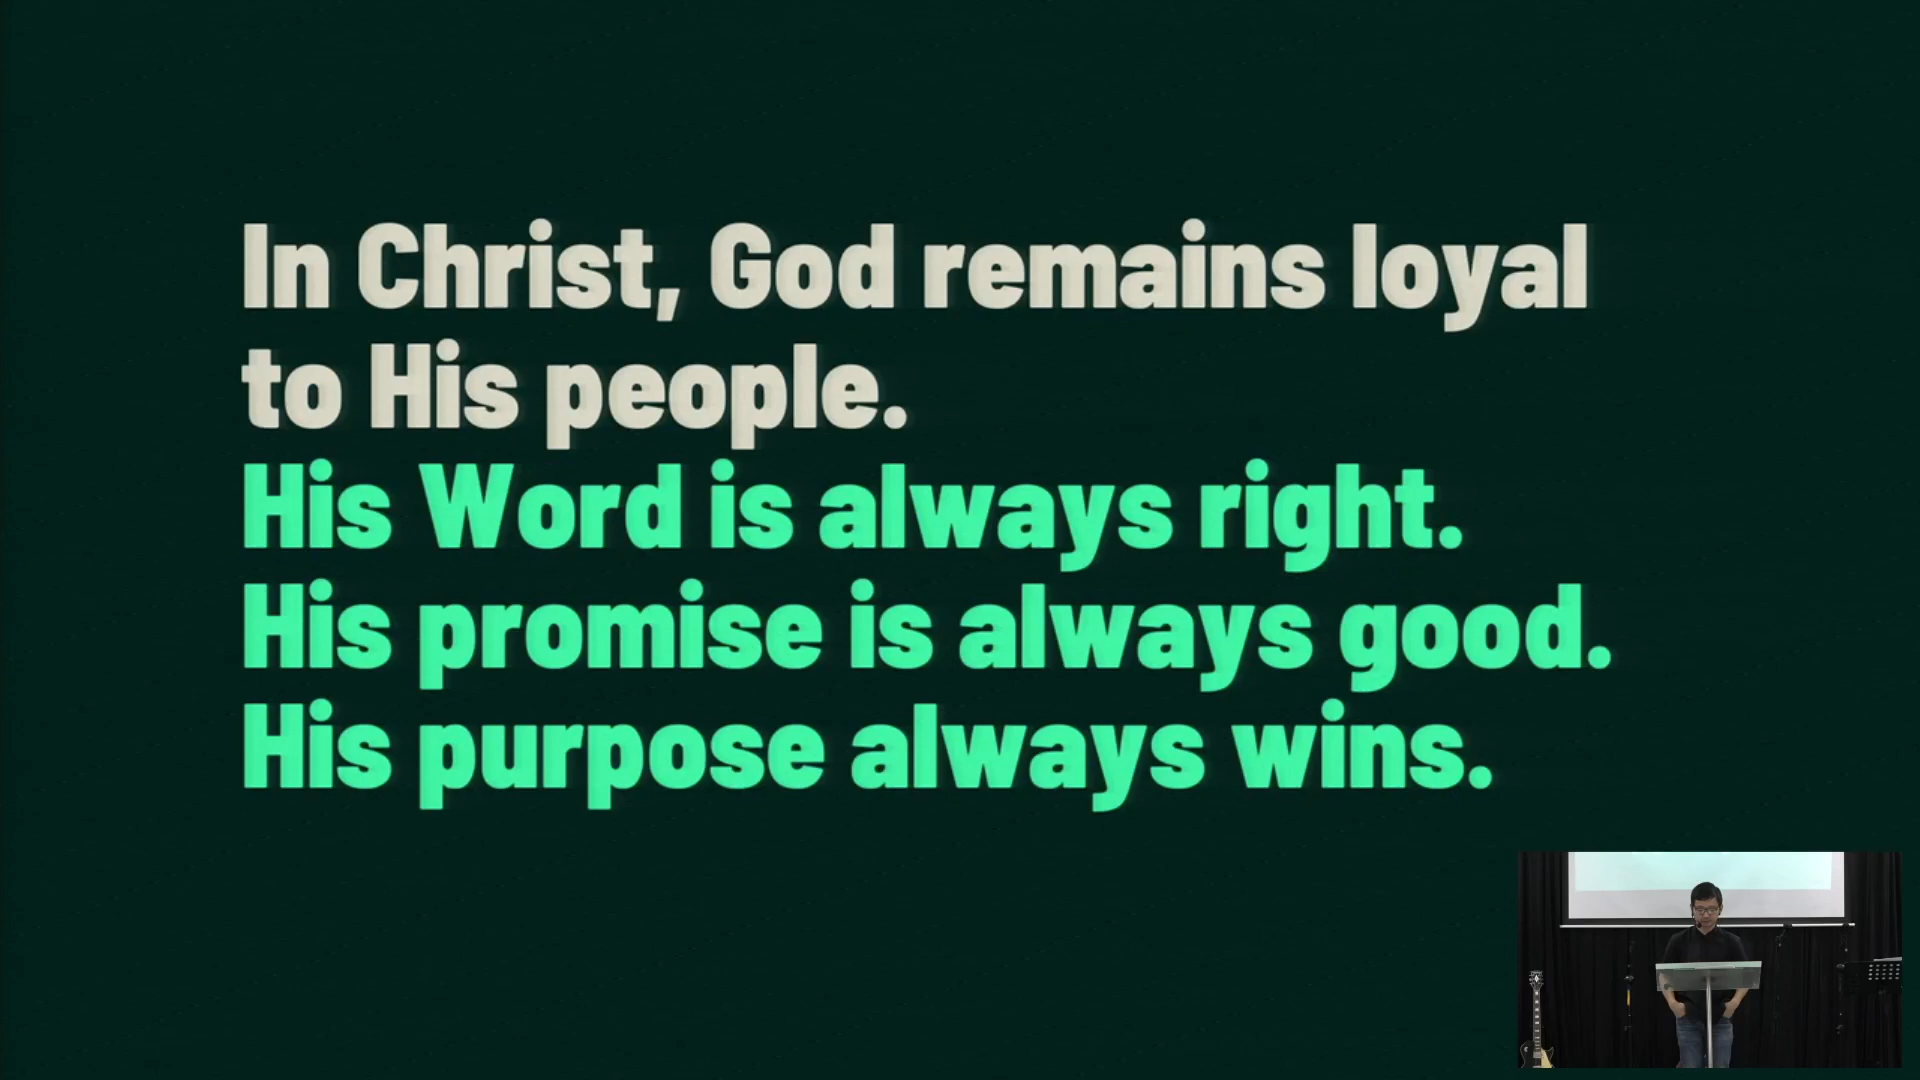 In Christ, God remains loyal
to His people.
His Word is always right.
His promise is always good.
His purpose always wins.